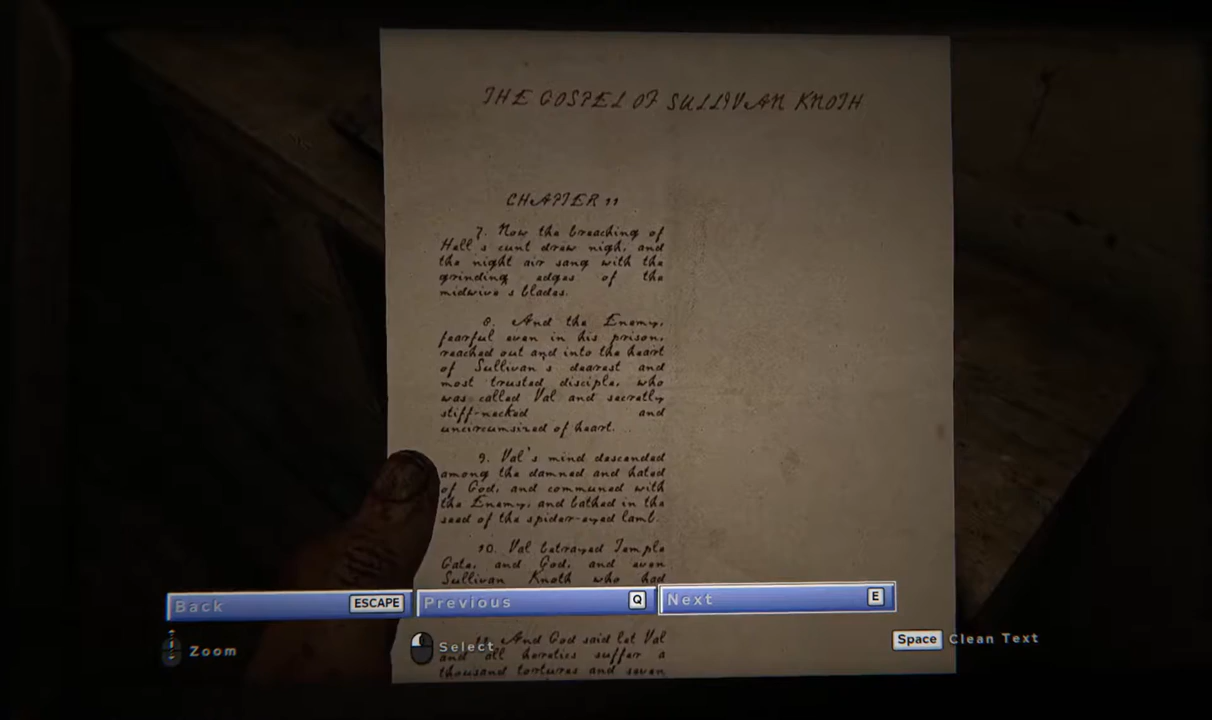 THE GOSPEL OF SULLIVAN KNOTH
CHAPTER 11
7. Now the breaching of
Hell's cunt drew nigh, and
the night air sang with the
grinding edges of the
midwive's blades.
8. And the Enemy,
fearful even in his prison,
reached out and into the heart
of Sullivan's dearest and
most trusted disciple, who
was called Val and secretly
stiff-necked and
uncircumsized of heart.
9. Val's mind descended
among the damned and hated
of God, and communed with
the Enemy, and bathed in the
seed of the spider-eyed lamb.
10. Val betrayed Temple
Gate, and God, and even
Sullivan Knoth who had
Back ESCAPE Previous Q Next E
11. And God said let Val
and all heretics suffer a
thousand tortures and seven
Zoom Select Space Clean Text